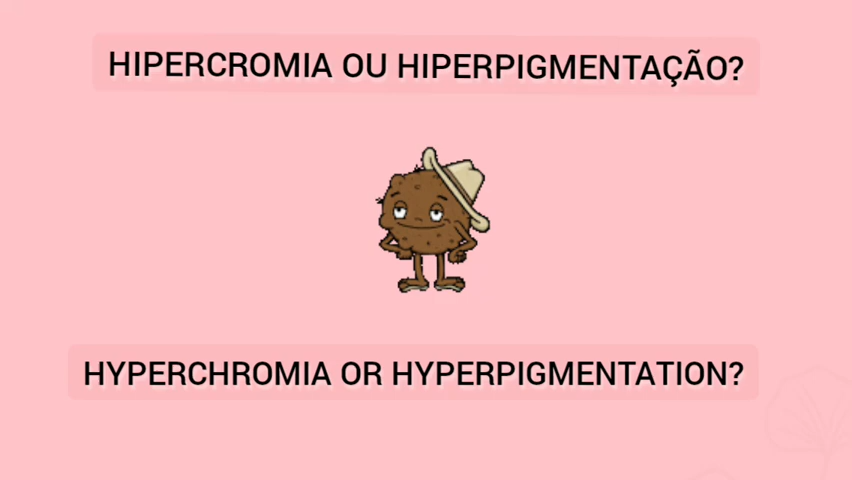 HIPERCROMIA OU HIPERPIGMENTAÇÃO?
HYPERCHROMIA OR HYPERPIGMENTATION?